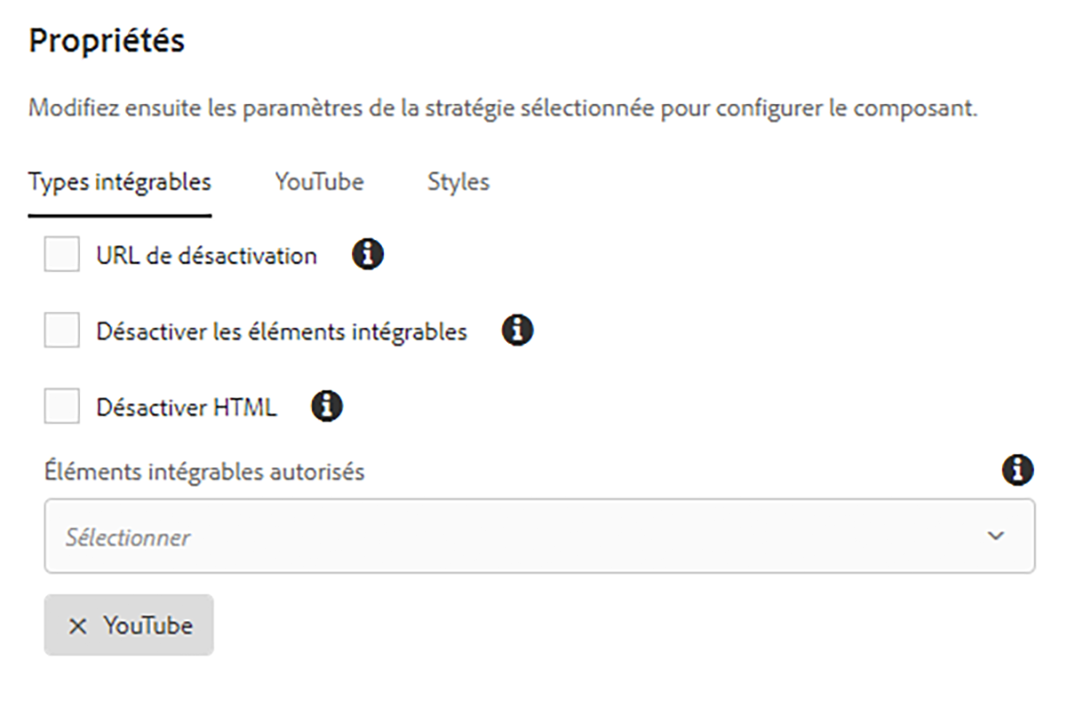 Propriétés
Modifiez ensuite les paramètres de la stratégie sélectionnée pour configurer le composant.
Types intégrables YouTube Styles
URL de désactivation
Désactiver les éléments intégrables
Désactiver HTML
Éléments intégrables autorisés
Sélectionner
YouTube